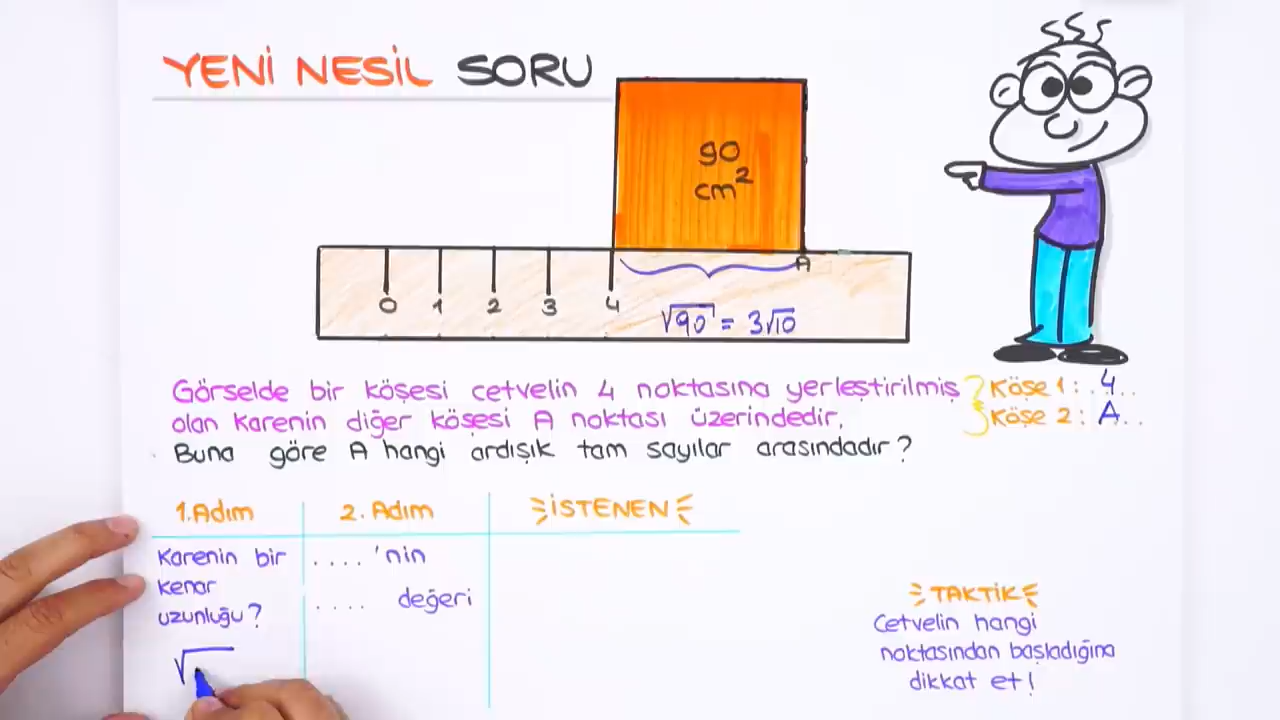 YENİ NESİL SORU
90
cm²
0 1 2 3 4 A
√90 = 3√10
Görselde bir köşesi cetvelin 4 noktasına yerleştirilmiş
olan karenin diğer köşesi A noktası üzerindedir.
Buna göre A hangi ardışık tam sayılar arasındadır?
Köşe 1: .4..
Köşe 2: A..
1.Adım
Karenin bir
kenar
uzunluğu?
√
2. Adım
....'nin
.... değeri
İSTENEN
TAKTİK
Cetvelin hangi
noktasından başladığına
dikkat et!